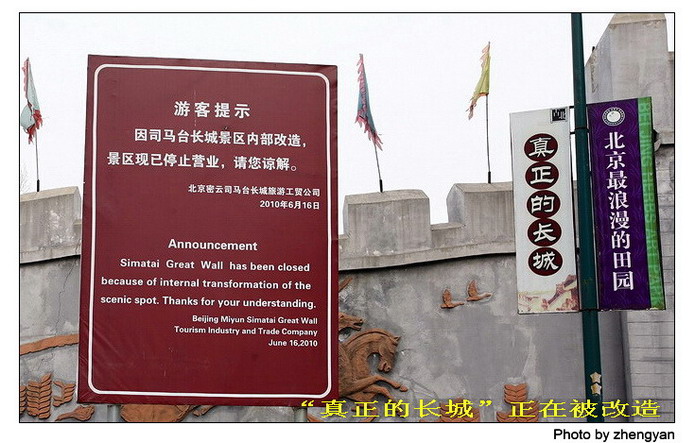 游客提示
因司马台长城景区内部改造，
景区现已停止营业，请您谅解。
北京密云司马台长城旅游工贸公司
2010年6月16日
Announcement
Simatai Great Wall has been closed
because of internal transformation of the
scenic spot. Thanks for your understanding.
Beijing Miyun Simatai Great Wall
Tourism Industry and Trade Company
June 16,2010
真正的长城
北京最浪漫的田园
“真正的长城”正在被改造
Photo by zhengyan